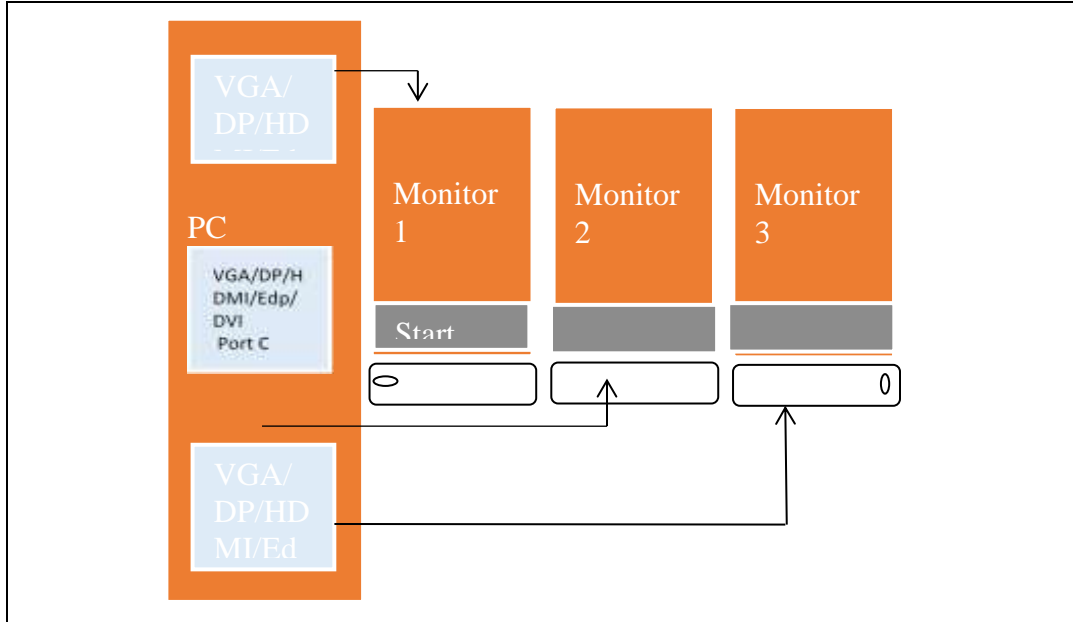 VGA/
DP/HD
PC
VGA/DP/H
DMI/Edp/
DVI
Port C
VGA/
DP/HD
MI/Ed
Monitor
1
Monitor
2
Monitor
3
Start